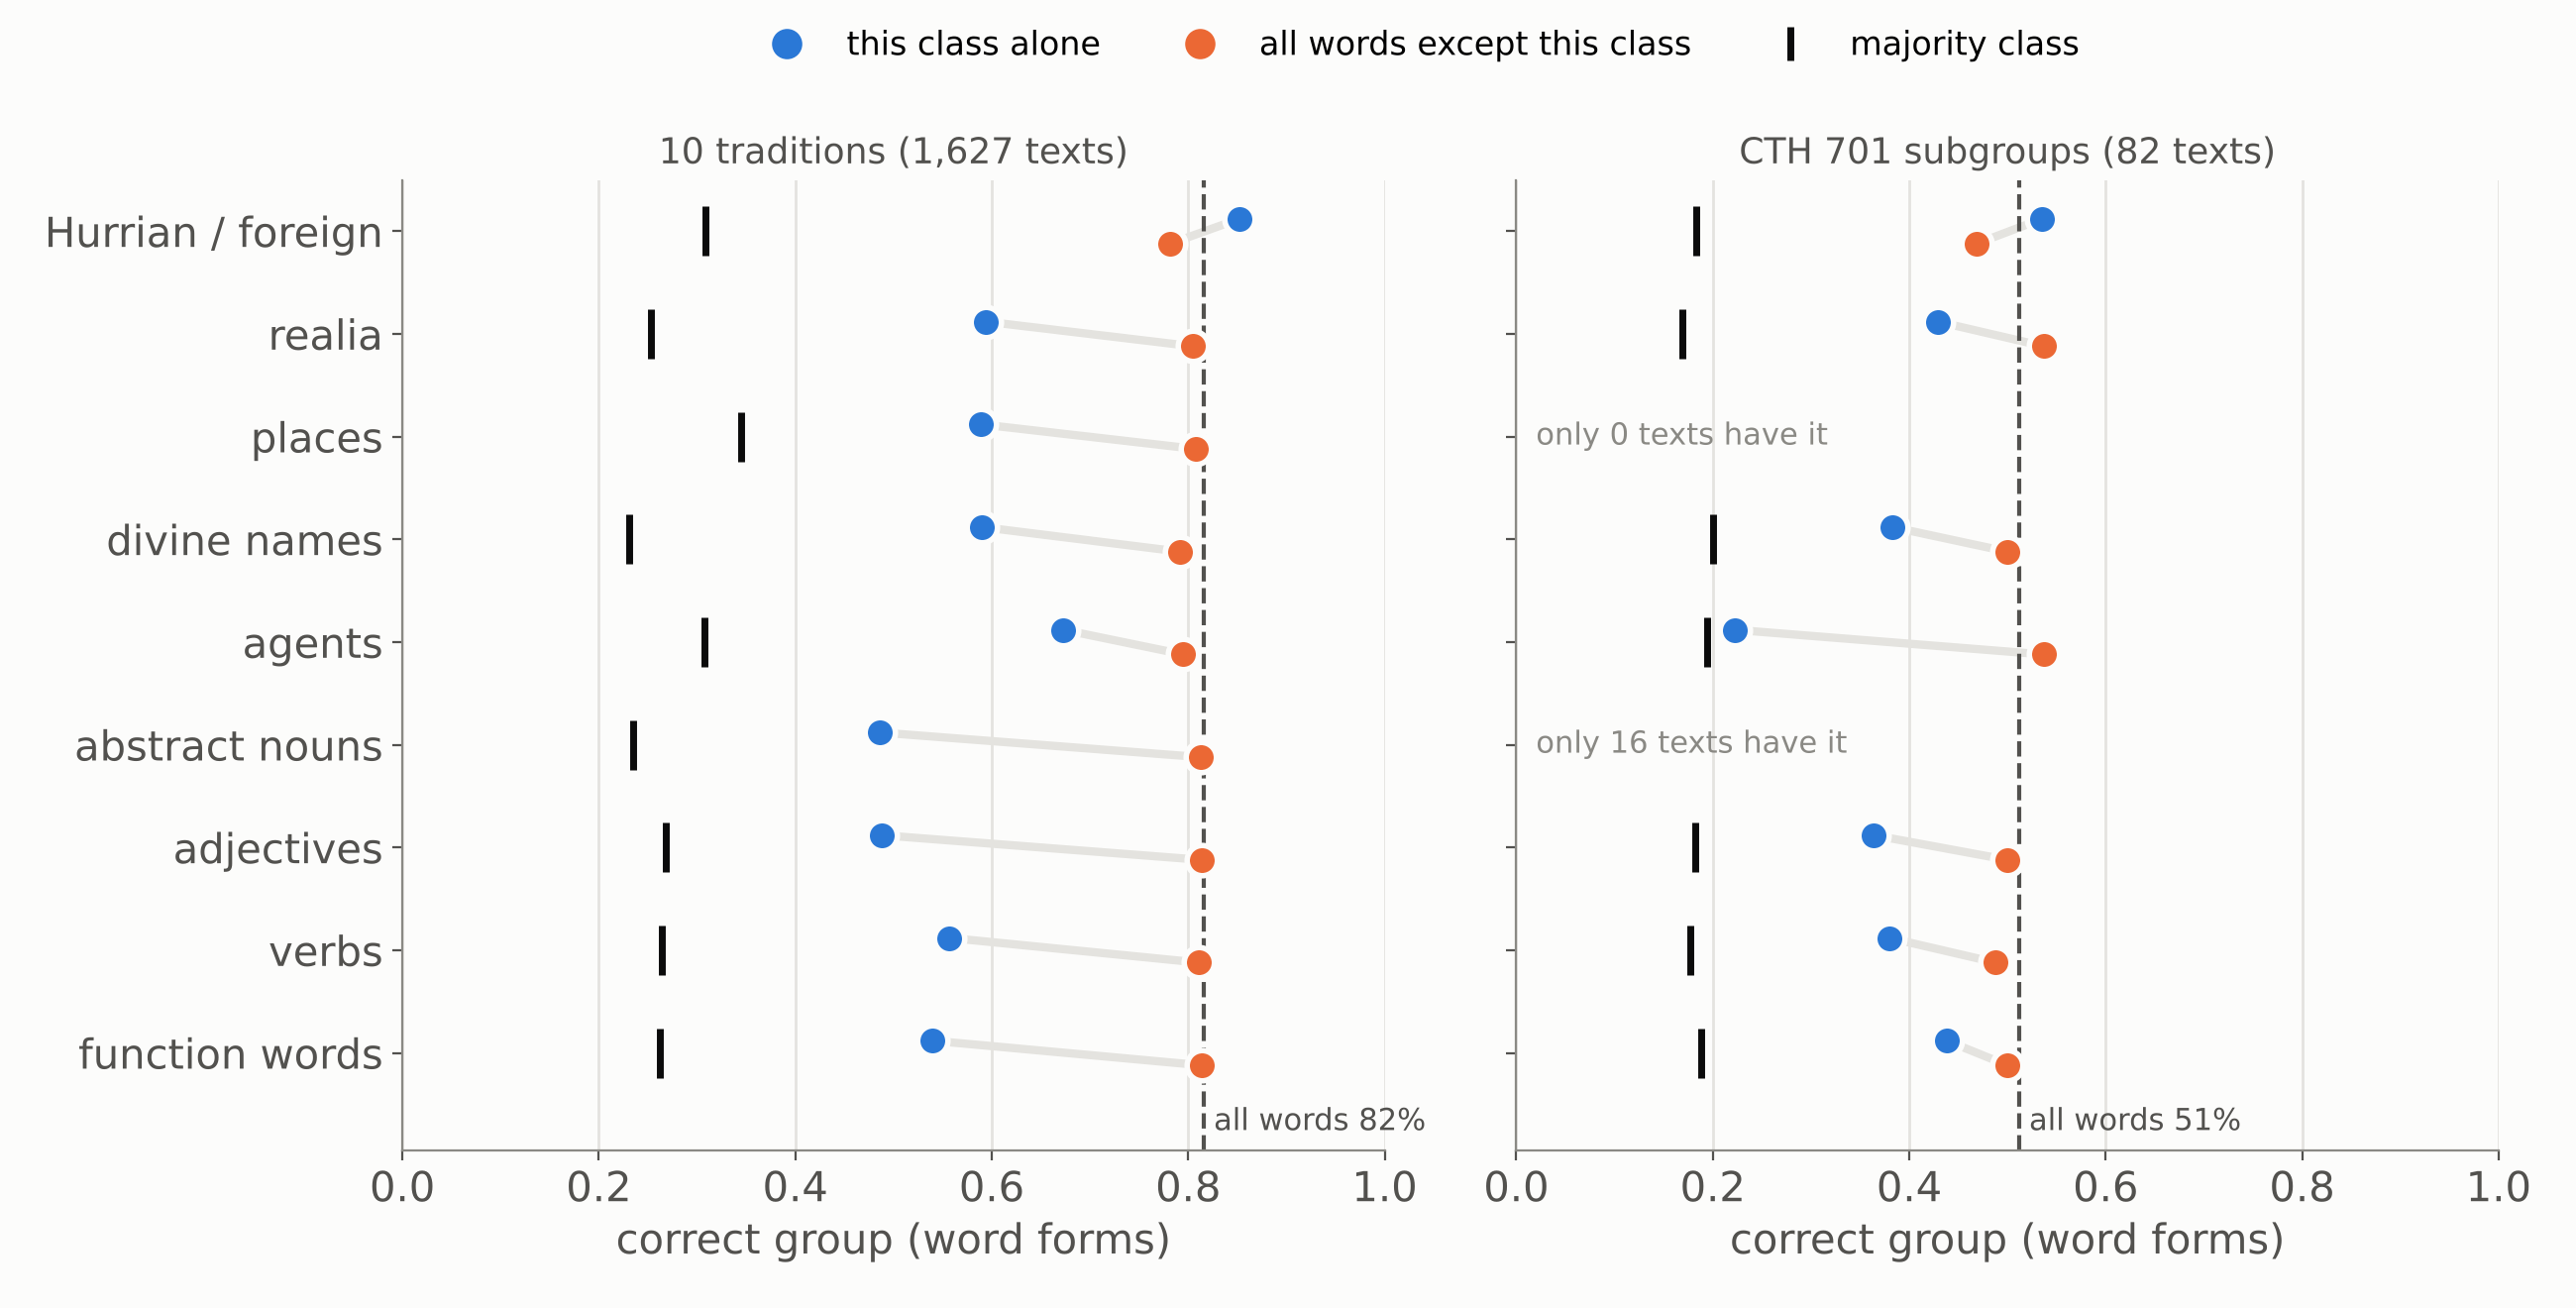 this class alone all words except this class majority class
10 traditions (1,627 texts)
CTH 701 subgroups (82 texts)
Hurrian / foreign
realia
places
only 0 texts have it
divine names
agents
abstract nouns
only 16 texts have it
adjectives
verbs
function words
all words 82%
all words 51%
0.0 0.2 0.4 0.6 0.8 1.0
0.0 0.2 0.4 0.6 0.8 1.0
correct group (word forms)
correct group (word forms)